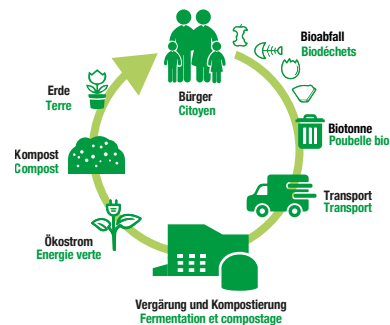 Bioabfall
Biodéchets
Bürger
Citoyen
Biotonne
Poubelle bio
Transport
Transport
Vergärung und Kompostierung
Fermentation et compostage
Ökostrom
Energie verte
Kompost
Compost
Erde
Terre